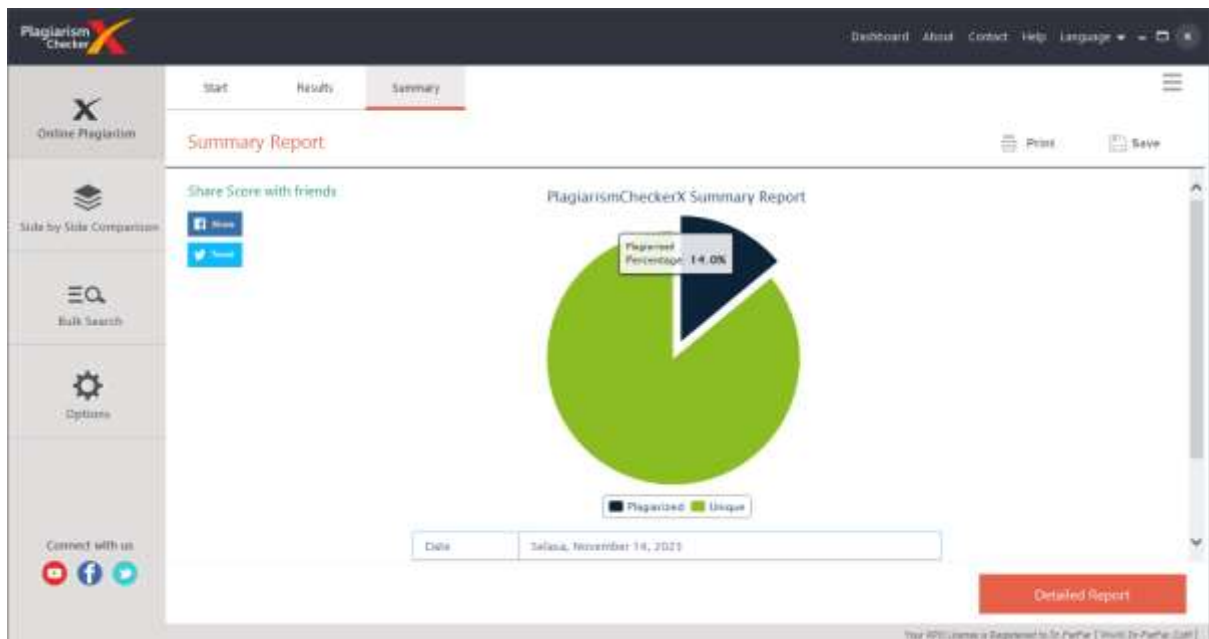 Plagiarism
Checker X
Dashboard About Contact Help Language
Start Results Summary
Online Plagiarism
Summary Report
Print Save
Share Score with friends
PlagiarismCheckerX Summary Report
Share
Tweet
Plagiarised
Percentage 14.0%
Side by Side Comparison
Bulk Search
Options
Plagiarized Unique
Date Selasa, November 14, 2023
Connect with us
Detailed Report